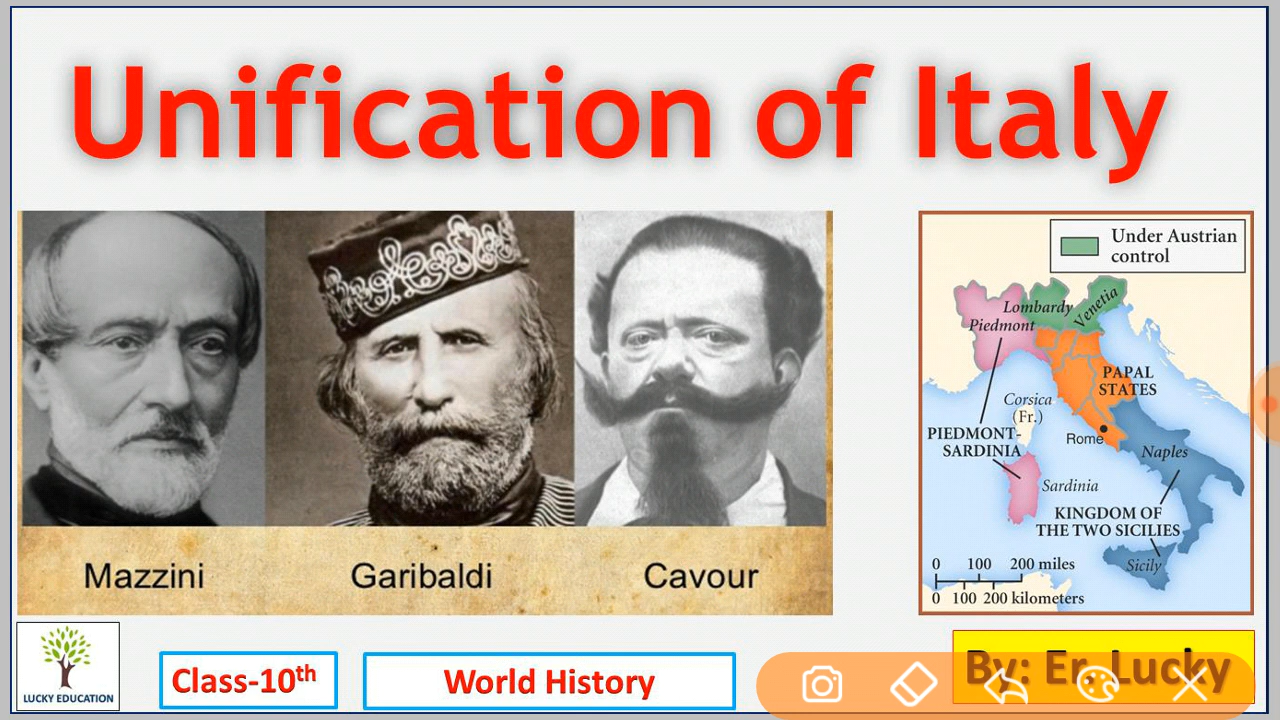 Unification of Italy
Mazzini
Garibaldi
Cavour
Under Austrian
control
Lombardy
Venetia
Piedmont
PAPAL
STATES
Corsica
(Fr.)
PIEDMONT-
SARDINIA
Rome
Naples
Sardinia
KINGDOM OF
THE TWO SICILIES
Sicily
0 100 200 miles
0 100 200 kilometers
LUCKY EDUCATION
Class-10th
World History
By: Er. Lucky